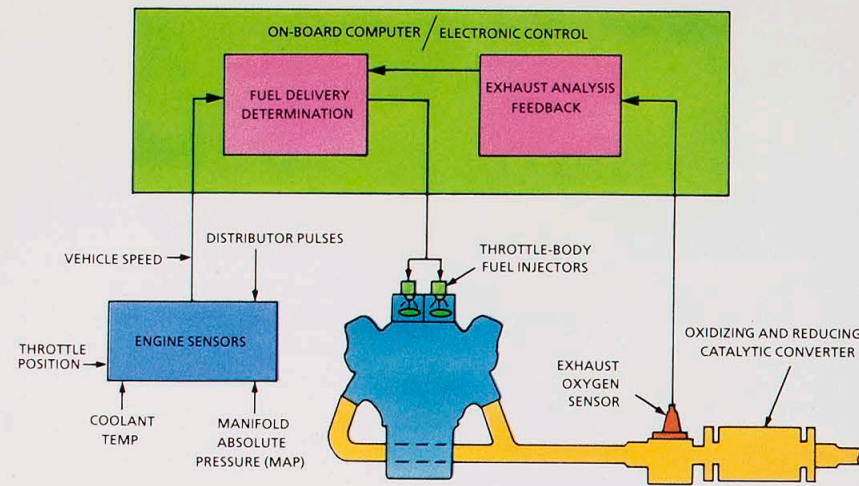 ON-BOARD COMPUTER / ELECTRONIC CONTROL
FUEL DELIVERY
DETERMINATION
EXHAUST ANALYSIS
FEEDBACK
VEHICLE SPEED
DISTRIBUTOR PULSES
THROTTLE-BODY
FUEL INJECTORS
ENGINE SENSORS
THROTTLE
POSITION
COOLANT
TEMP
MANIFOLD
ABSOLUTE
PRESSURE (MAP)
EXHAUST
OXYGEN
SENSOR
OXIDIZING AND REDUCING
CATALYTIC CONVERTER